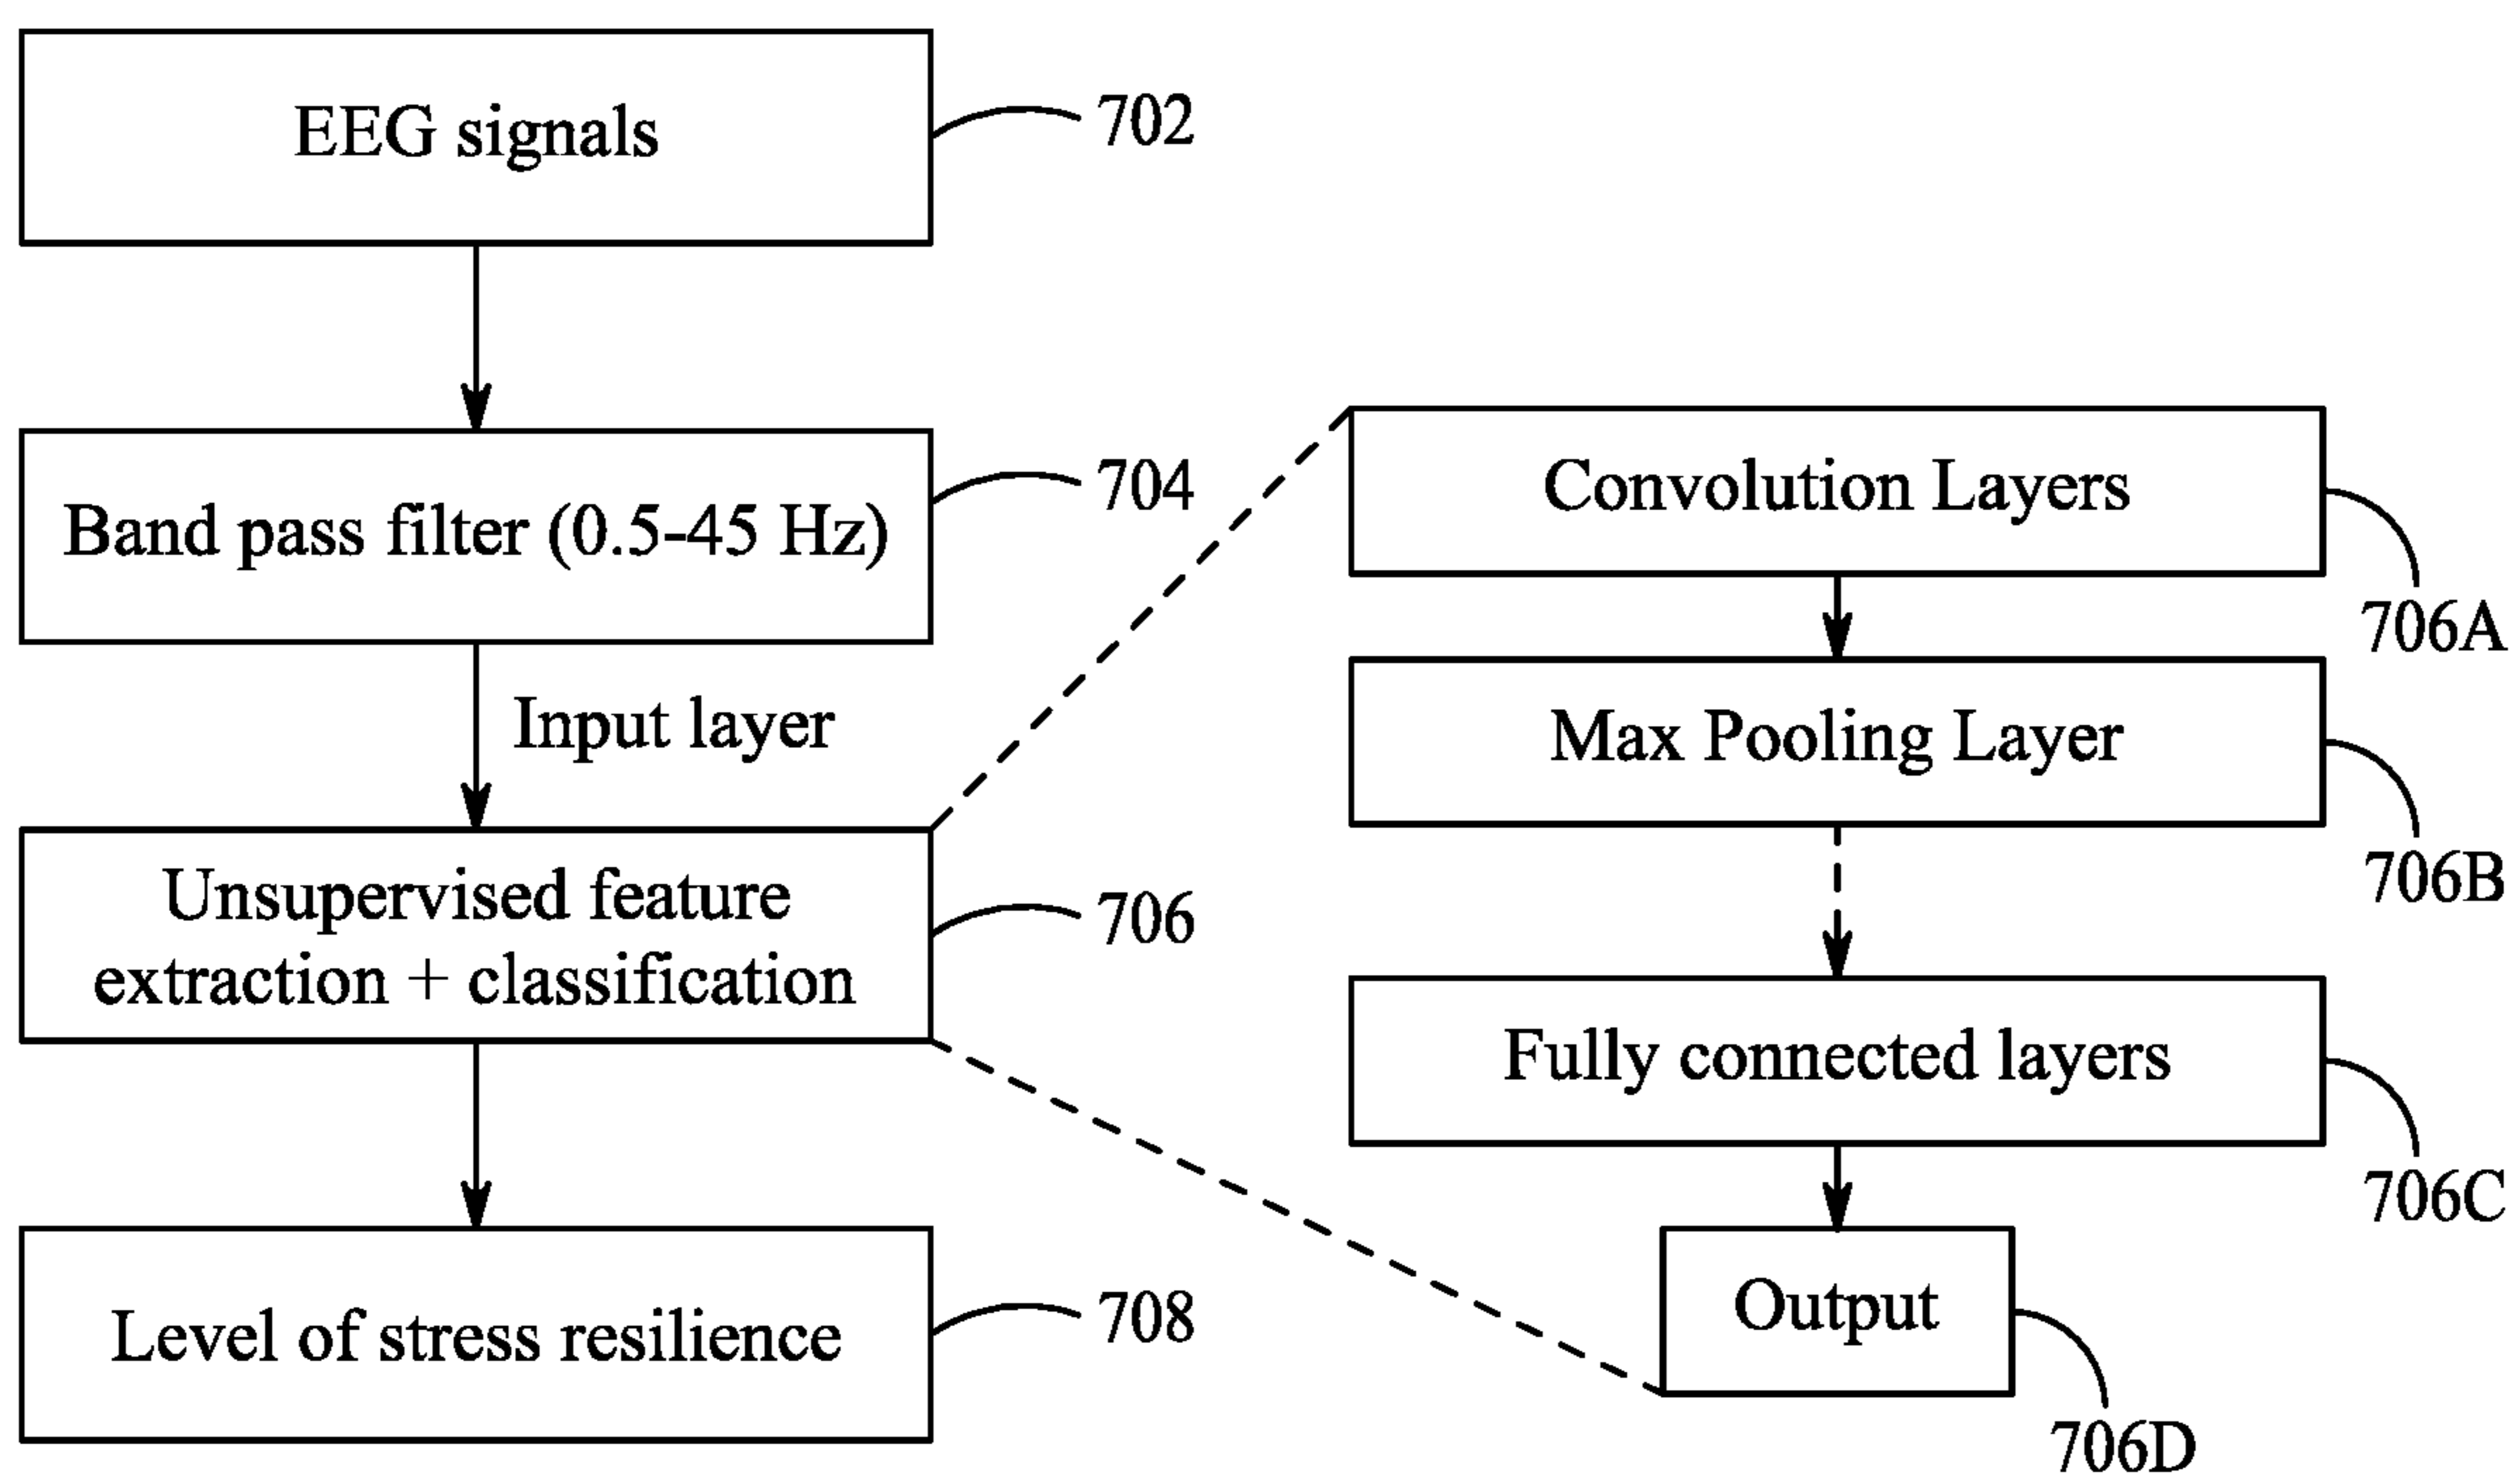 EEG signals
702
Band pass filter (0.5-45 Hz)
704
Input layer
Unsupervised feature
extraction + classification
706
Level of stress resilience
708
Convolution Layers
706A
Max Pooling Layer
706B
Fully connected layers
706C
Output
706D